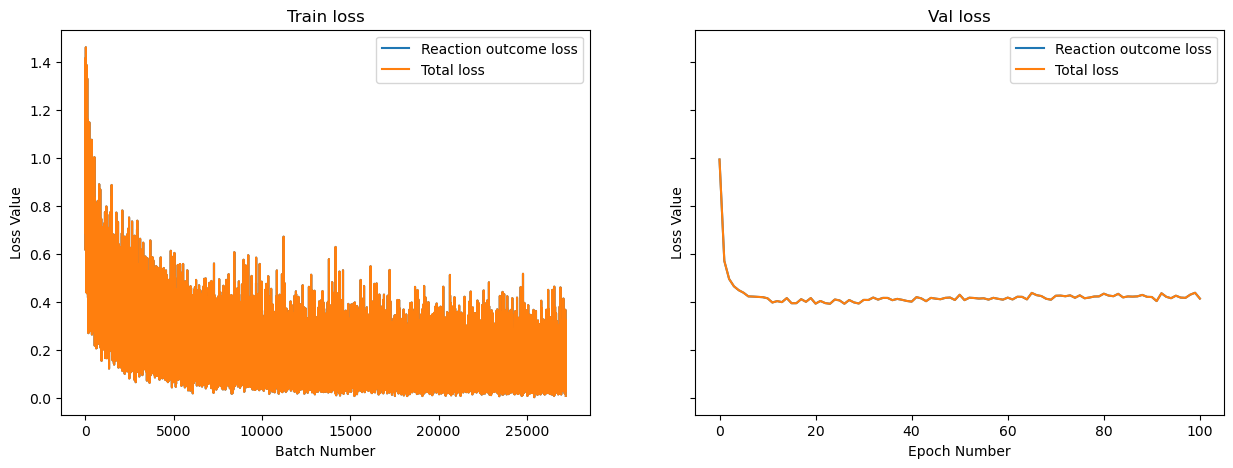 Train loss
Reaction outcome loss
Total loss
1.4
1.2
1.0
0.8
0.6
0.4
0.2
0.0
Loss Value
0
5000
10000
15000
20000
25000
Batch Number
Val loss
Reaction outcome loss
Total loss
Loss Value
0
20
40
60
80
100
Epoch Number